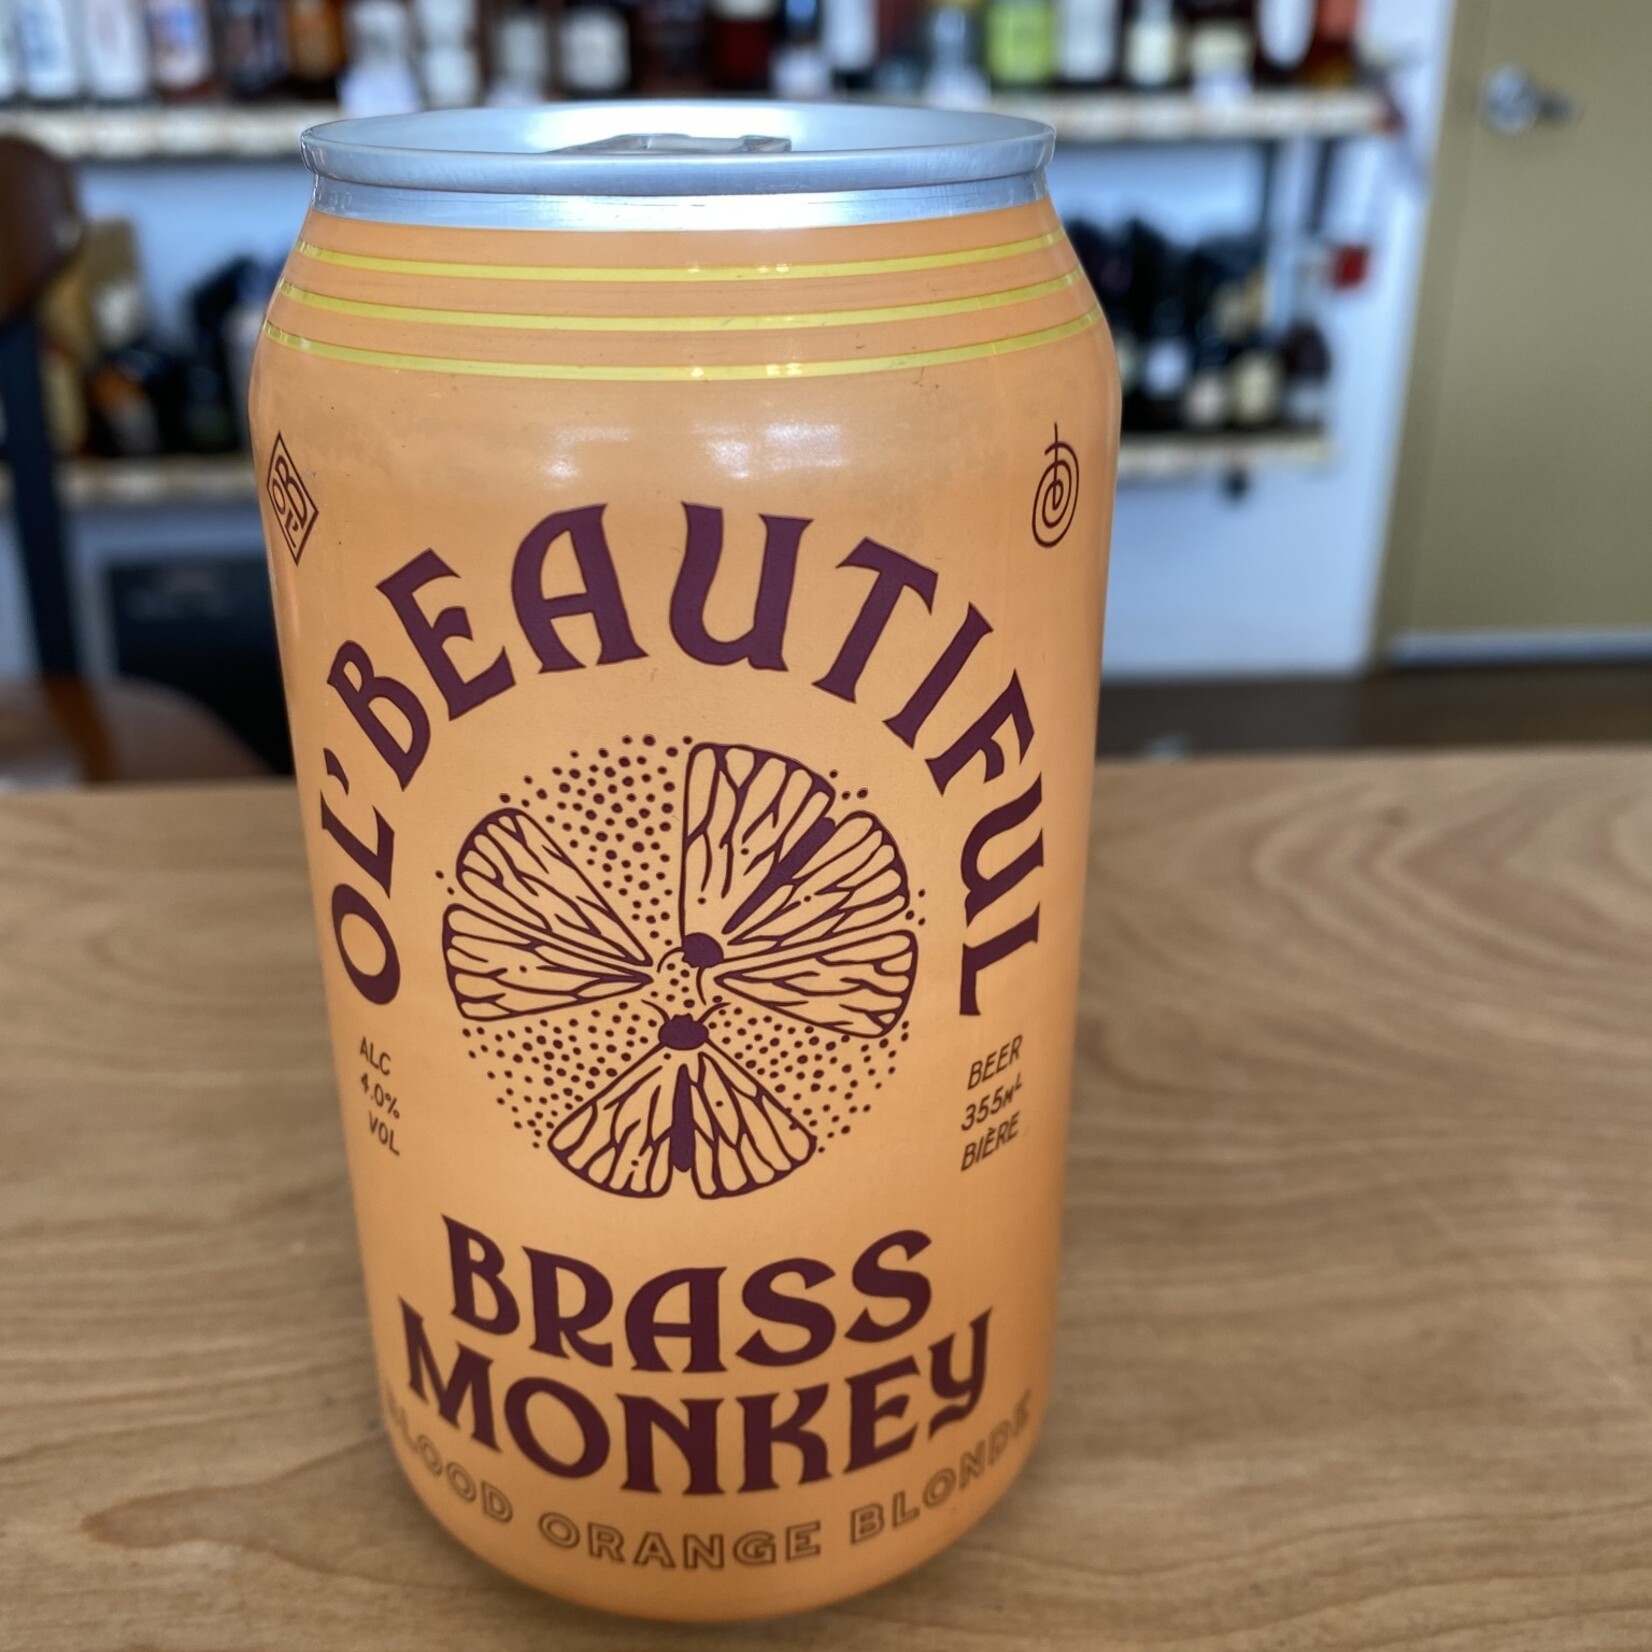 OL' BEAUTIFUL
ALC
4.0%
VOL
BEER
355mL
BIÈRE
BRASS
MONKEY
BLOOD ORANGE BLONDE